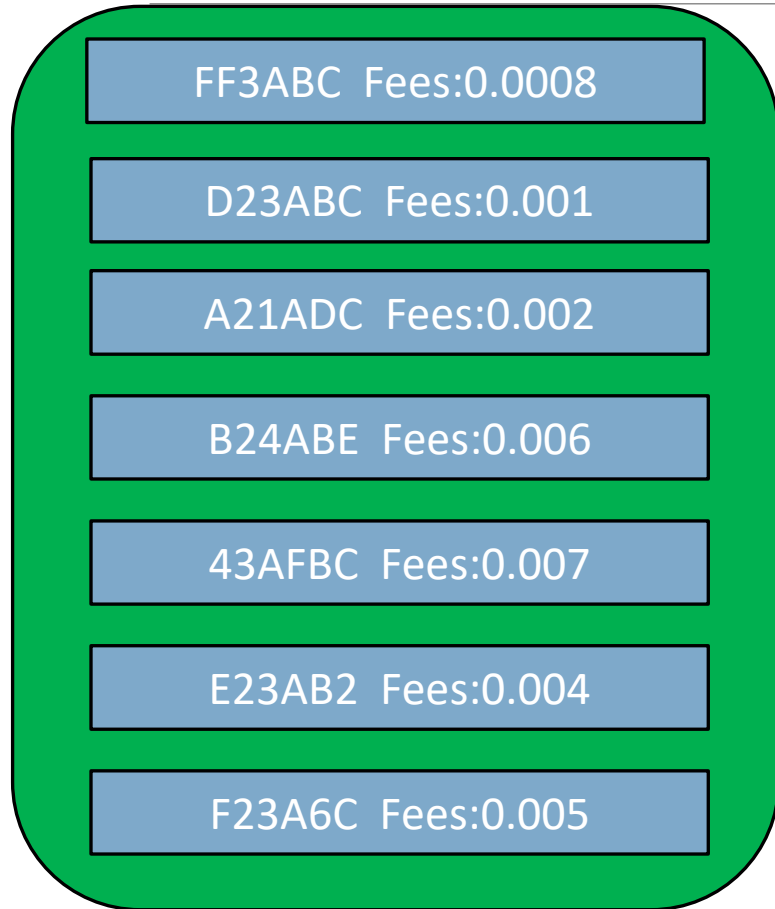 FF3ABC Fees:0.0008
D23ABC Fees:0.001
A21ADC Fees:0.002
B24ABE Fees:0.006
43AFBC Fees:0.007
E23AB2 Fees:0.004
F23A6C Fees:0.005